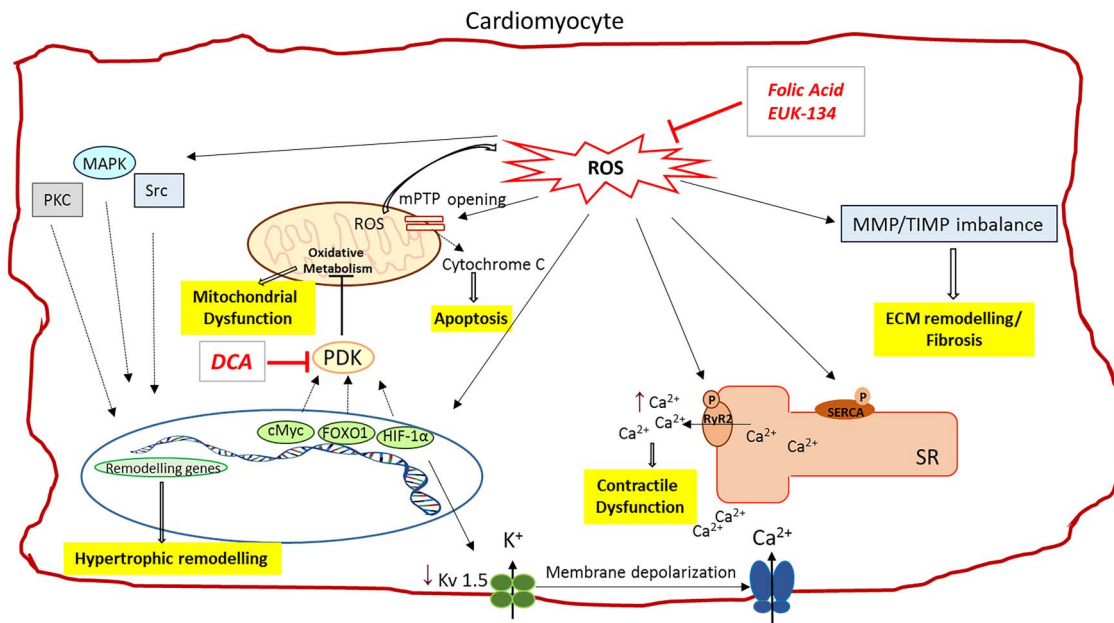 Cardiomyocyte
Folic Acid
EUK-134
ROS
MAPK
PKC
Src
mPTP opening
ROS
Oxidative
Metabolism
Cytochrome C
MMP/TIMP imbalance
Mitochondrial
Dysfunction
Apoptosis
ECM remodelling/
Fibrosis
DCA
PDK
P
P
↑ Ca²⁺
RyR2
SERCA
Ca²⁺
Ca²⁺
Ca²⁺
Ca²⁺
SR
cMyc
FOXO1
HIF-1α
Remodelling genes
Contractile
Dysfunction
Ca²⁺
Ca²⁺
Hypertrophic remodelling
K⁺
Ca²⁺
↓ Kv 1.5
Membrane depolarization